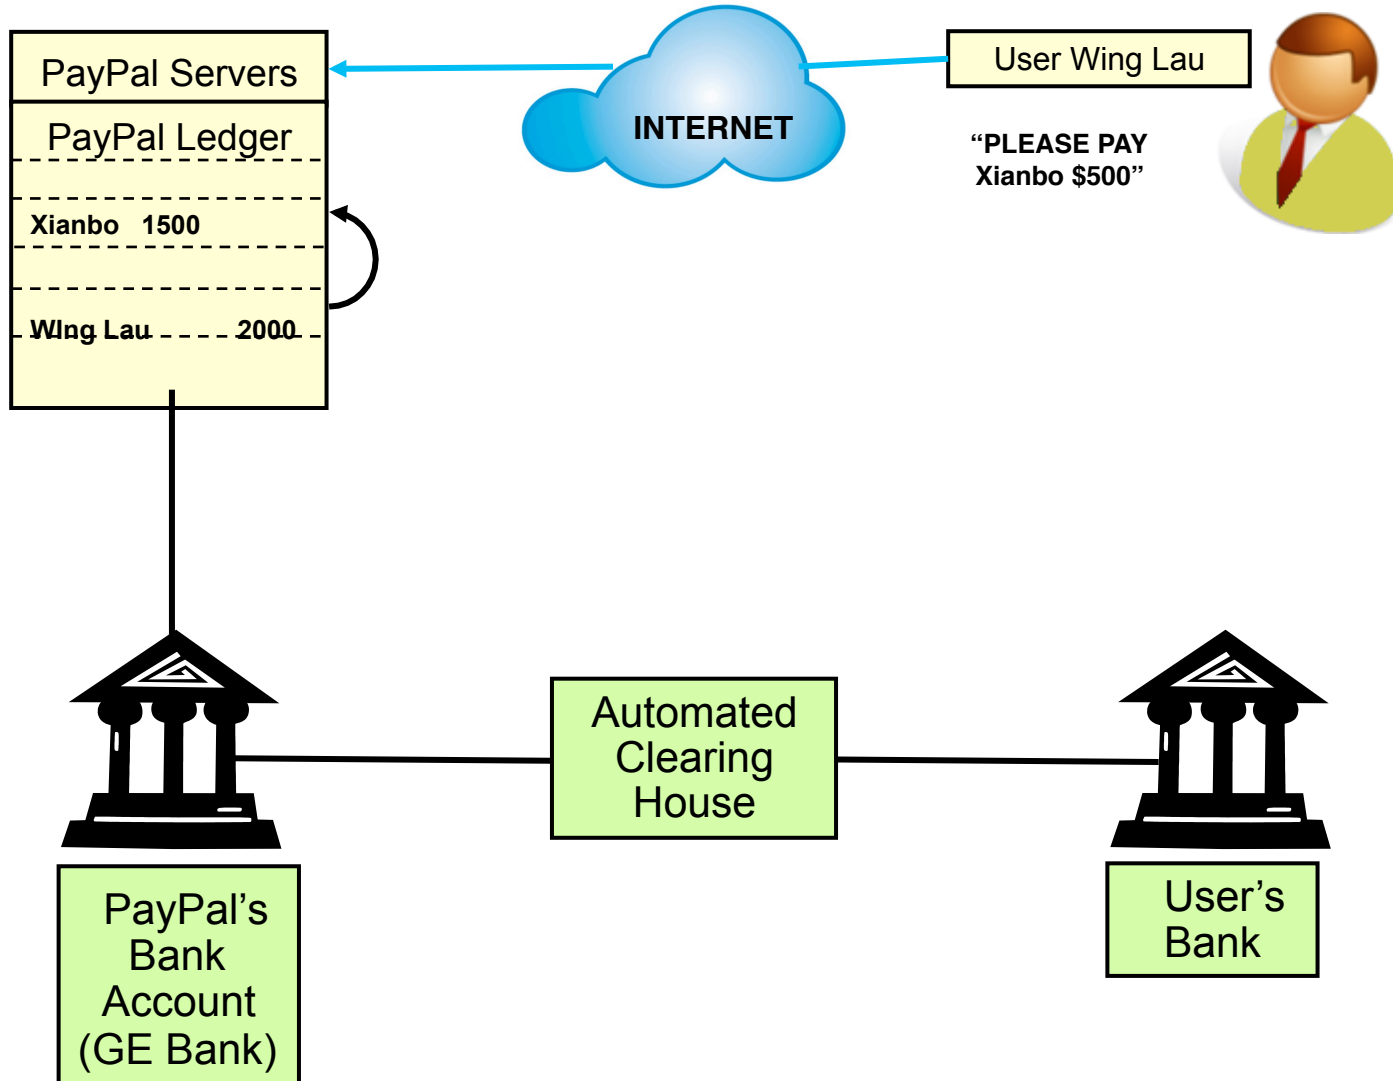 PayPal Servers
PayPal Ledger
Xianbo 1500
WIng Lau 2000
INTERNET
User Wing Lau
“PLEASE PAY
Xianbo $500”
Automated
Clearing
House
PayPal’s
Bank
Account
(GE Bank)
User’s
Bank